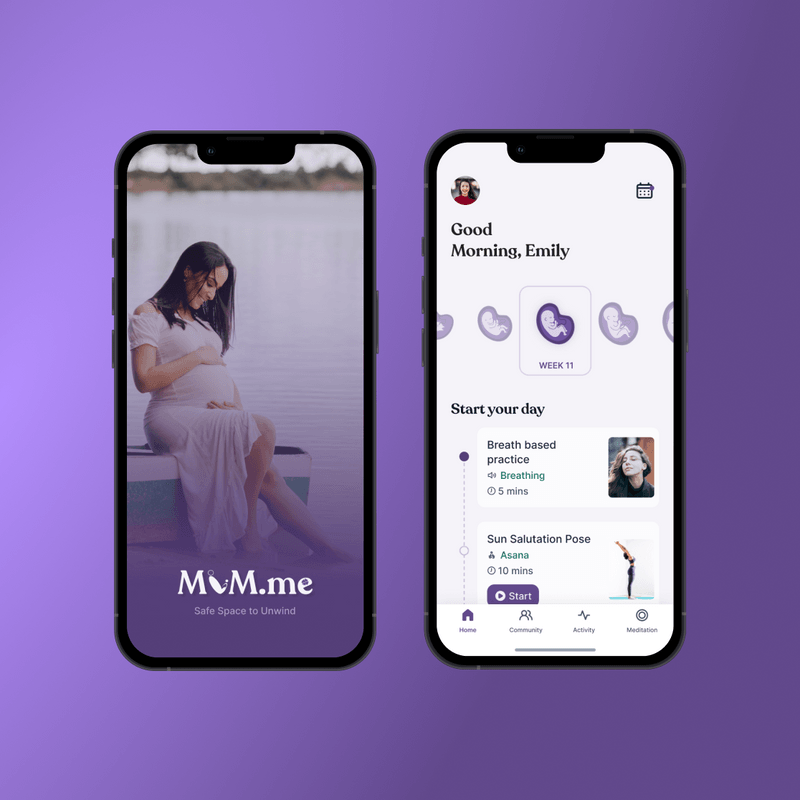 MOM.me
Safe Space to Unwind
Good
Morning, Emily
WEEK 11
Start your day
Breath based
practice
Breathing
5 mins
Sun Salutation Pose
Asana
10 mins
Start
Home
Community
Activity
Meditation